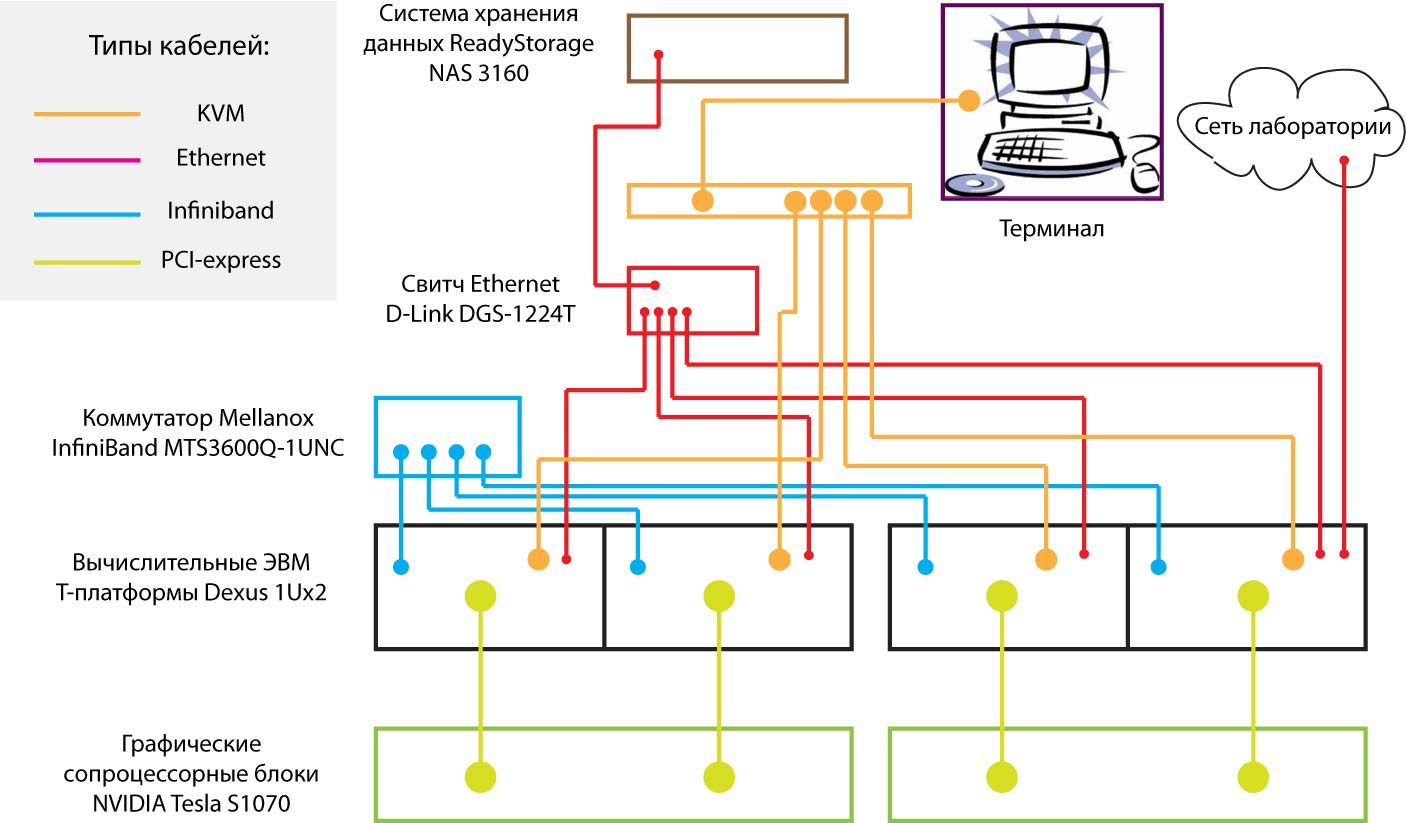 Типы кабелей:
KVM
Ethernet
Infiniband
PCI-express
Система хранения
данных ReadyStorage
NAS 3160
Терминал
Сеть лаборатории
Свитч Ethernet
D-Link DGS-1224T
Коммутатор Mellanox
InfiniBand MTS3600Q-1UNC
Вычислительные ЭВМ
Т-платформы Dexus 1Ux2
Графические
сопроцессорные блоки
NVIDIA Tesla S1070